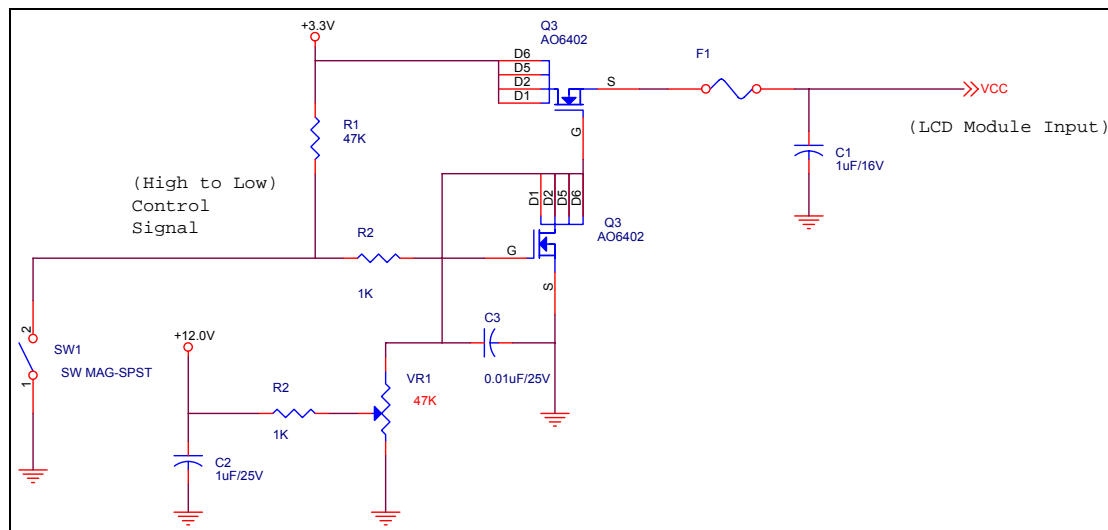 +3.3V
Q3
AO6402
D6
D5
D2
D1
S
G
F1
VCC
(LCD Module Input)
R1
47K
C1
1uF/16V
(High to Low)
Control
Signal
D1
D2
D5
D6
Q3
AO6402
R2
1K
G
S
2
1
SW1
SW MAG-SPST
+12.0V
C3
0.01uF/25V
R2
1K
VR1
47K
C2
1uF/25V